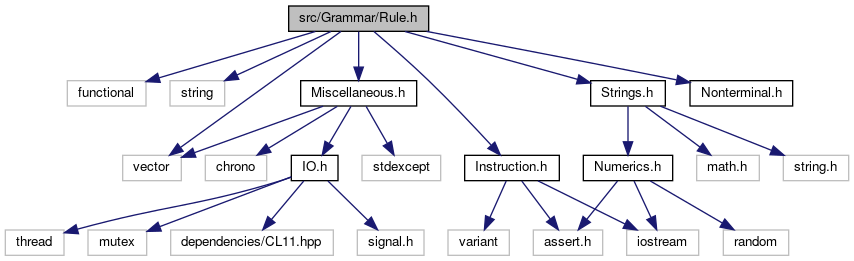 src/Grammar/Rule.h
functional
string
Miscellaneous.h
Strings.h
Nonterminal.h
vector
chrono
IO.h
stdexcept
Instruction.h
Numerics.h
math.h
string.h
thread
mutex
dependencies/CL11.hpp
signal.h
variant
assert.h
iostream
random